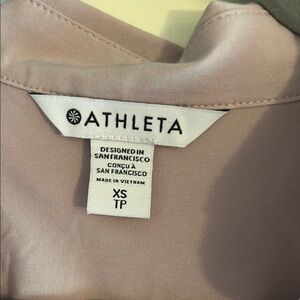 ATHLETA
DESIGNED IN
SAN FRANCISCO
CONÇU À
SAN FRANCISCO
MADE IN VIETNAM
XS
TP